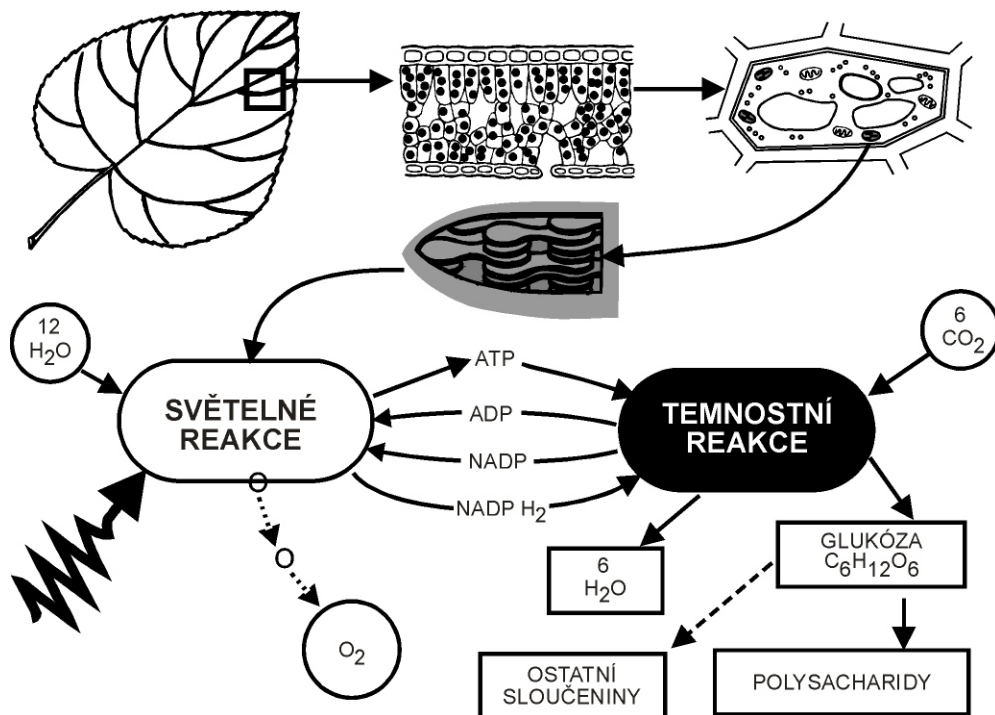 12
H2O
6
CO2
SVĚTELNÉ
REAKCE
ATP
ADP
NADP
NADP H2
TEMNOSTNÍ
REAKCE
O
O
O2
6
H2O
GLUKÓZA
C6H12O6
OSTATNÍ
SLOUČENINY
POLYSACHARIDY